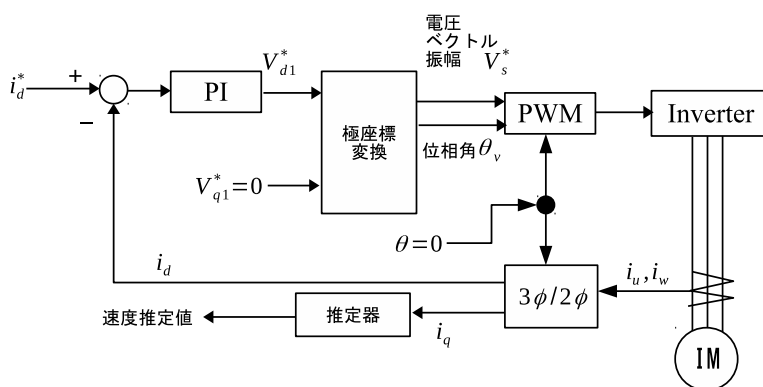 電圧
ベクトル
振幅 V*s
i*d
+
−
PI
V*d1
極座標
変換
V*q1=0
位相角θv
PWM
Inverter
θ=0
id
3ϕ/2ϕ
iu,iw
速度推定値
推定器
iq
IM